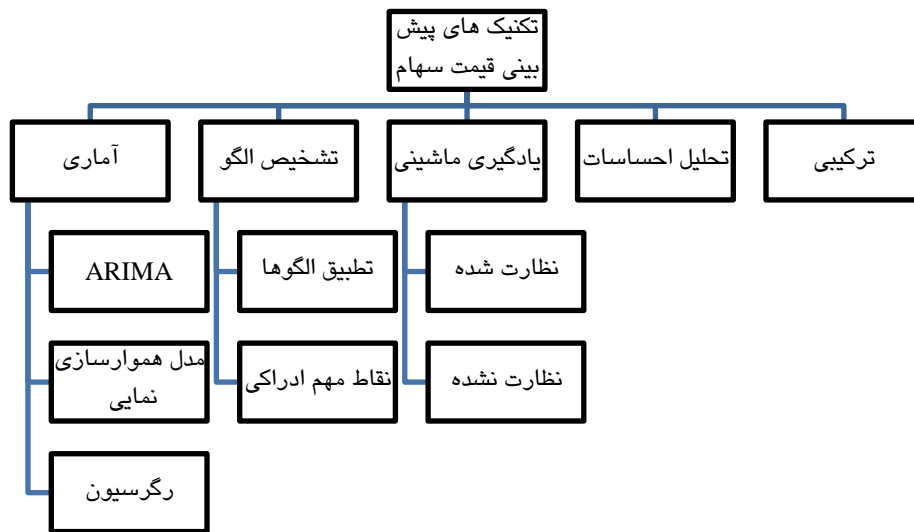 تکنیک های پیش
بینی قیمت سهام
آماری
تشخیص الگو
یادگیری ماشینی
تحلیل احساسات
ترکیبی
ARIMA
تطبیق الگوها
نظارت شده
مدل هموارسازی
نمایی
نقاط مهم ادراکی
نظارت نشده
رگرسیون